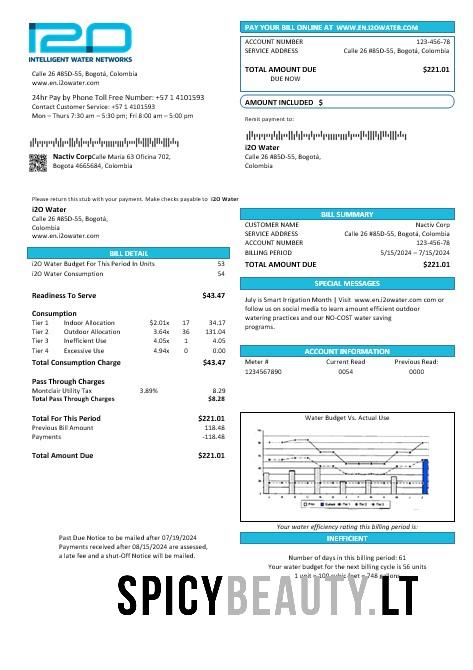 i2O
INTELLIGENT WATER NETWORKS
Calle 26 #85D-55, Bogotá, Colombia
www.en.i2owater.com
24hr Pay by Phone Toll Free Number: +57 1 4101593
Contact Customer Service: +57 1 4101593
Mon – Thurs 7:30 am – 5:30 pm; Fri 8:00 am – 5:00 pm
Nactiv CorpCalle María 63 Oficina 702,
Bogota 4665684, Colombia
PAY YOUR BILL ONLINE AT WWW.EN.I2OWATER.COM
ACCOUNT NUMBER 123-456-78
SERVICE ADDRESS Calle 26 #85D-55, Bogotá, Colombia
TOTAL AMOUNT DUE $221.01
DUE NOW
AMOUNT INCLUDED $
Remit payment to:
i2O Water
Calle 26 #85D-55, Bogotá,
Colombia
Please return this stub with your payment. Make checks payable to i2O Water
i2O Water
Calle 26 #85D-55, Bogotá,
Colombia
www.en.i2owater.com
BILL DETAIL
i2O Water Budget For This Period In Units 53
i2O Water Consumption 54
Readiness To Serve $43.47
Consumption
Tier 1 Indoor Allocation $2.01x 17 34.17
Tier 2 Outdoor Allocation 3.64x 36 131.04
Tier 3 Inefficient Use 4.05x 1 4.05
Tier 4 Excessive Use 4.94x 0 0.00
Total Consumption Charge $43.47
Pass Through Charges
Montclair Utility Tax 3.89% 8.29
Total Pass Through Charges $8.28
Total For This Period $221.01
Previous Bill Amount 118.48
Payments -118.48
Total Amount Due $221.01
Past Due Notice to be mailed after 07/19/2024
Payments received after 08/15/2024 are assessed,
a late fee and a shut-Off Notice will be mailed.
BILL SUMMARY
CUSTOMER NAME Nactiv Corp
SERVICE ADDRESS Calle 26 #85D-55, Bogotá, Colombia
ACCOUNT NUMBER 123-456-78
BILLING PERIOD 5/15/2024 – 7/15/2024
TOTAL AMOUNT DUE $221.01
SPECIAL MESSAGES
July is Smart Irrigation Month | Visit www.en.i2owater.com com or
follow us on social media to learn amount efficient outdoor
watering practices and our NO-COST water saving
programs.
ACCOUNT INFORMATION
Meter # Current Read Previous Read:
1234567890 0054 0000
Water Budget Vs. Actual Use
Your water efficiency rating this billing period is:
INEFFICIENT
Number of days in this billing period: 61
Your water budget for the next billing cycle is 56 units
1 unit = 100 cubic feet = 748 gallons
SPICYBEAUTY.LT